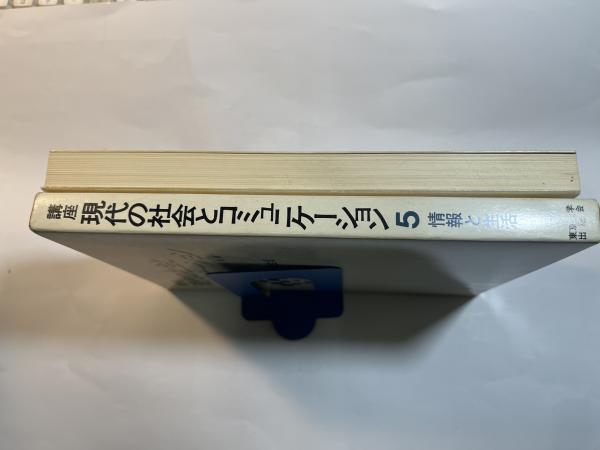 講座
現代の社会とコミュニケーション
5
情報と生活